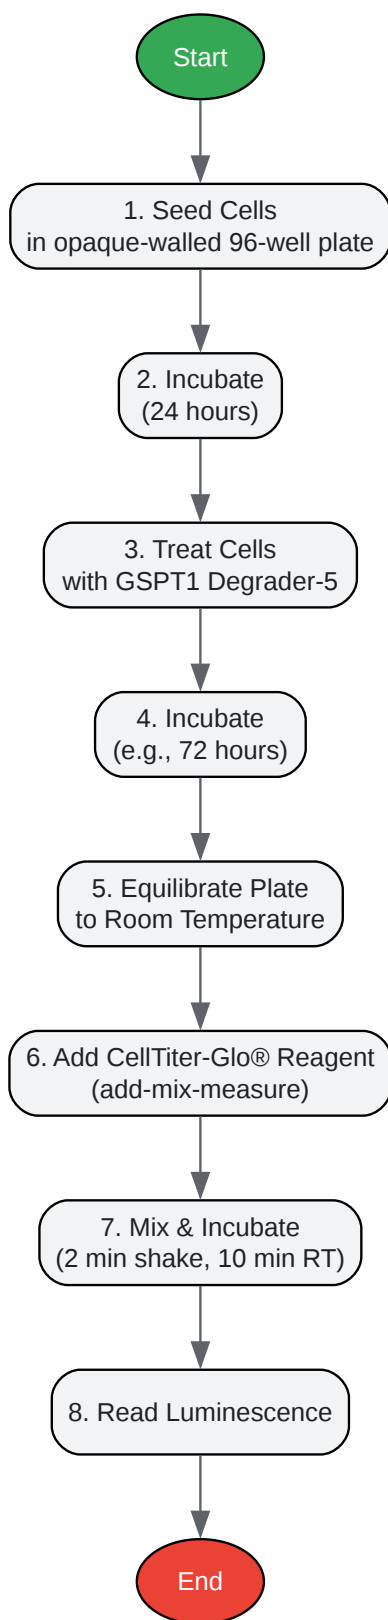 Start
1. Seed Cells
in opaque-walled 96-well plate
2. Incubate
(24 hours)
3. Treat Cells
with GSPT1 Degrader-5
4. Incubate
(e.g., 72 hours)
5. Equilibrate Plate
to Room Temperature
6. Add CellTiter-Glo® Reagent
(add-mix-measure)
7. Mix & Incubate
(2 min shake, 10 min RT)
8. Read Luminescence
End